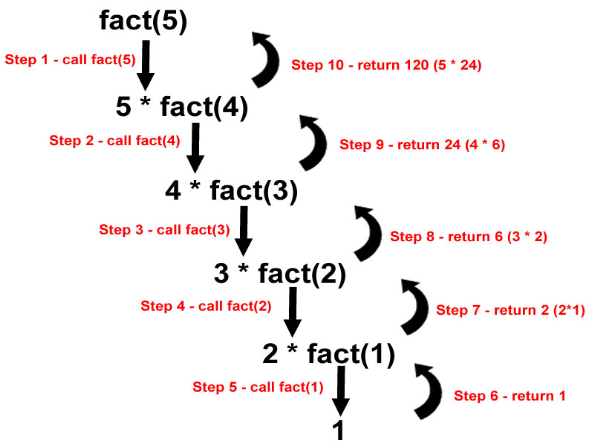 fact(5)
Step 1 - call fact(5)
Step 10 - return 120 (5 * 24)
5 * fact(4)
Step 2 - call fact(4)
Step 9 - return 24 (4 * 6)
4 * fact(3)
Step 3 - call fact(3)
Step 8 - return 6 (3 * 2)
3 * fact(2)
Step 4 - call fact(2)
Step 7 - return 2 (2*1)
2 * fact(1)
Step 5 - call fact(1)
Step 6 - return 1
1